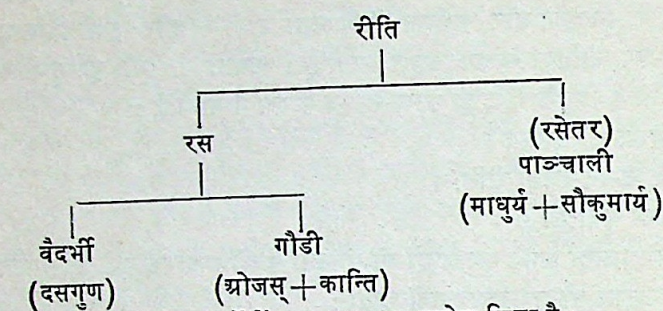 रीति
रस
(रसेतर)
पाञ्चाली
(माधुर्य+सौकुमार्य)
वैदर्भी
गौडी
(दसगुण)
(ओजस्+कान्ति)